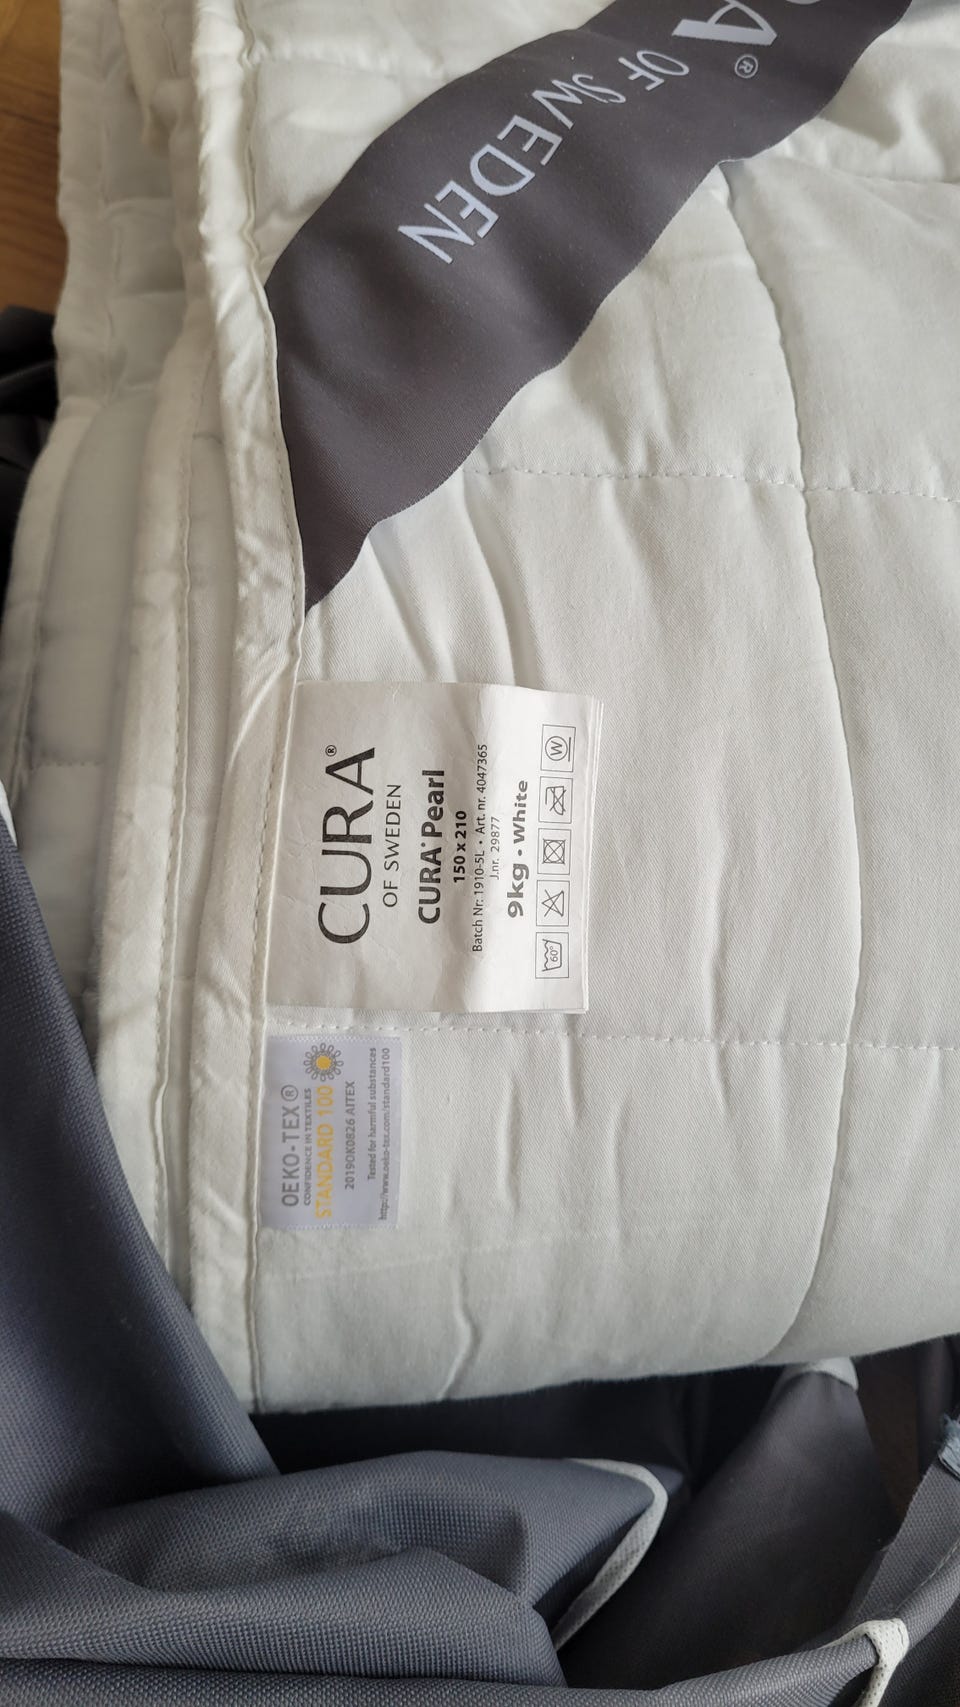 A®
OF SWEDEN
CURA®
OF SWEDEN
CURA® Pearl
150 x 210
Batch Nr: 1910-5L • Art. nr. 4047365
J.nr. 29877
9kg • White
60°
W
OEKO-TEX®
CONFIDENCE IN TEXTILES
STANDARD 100
2019OK0826 AITEX
Tested for harmful substances
http://www.oeko-tex.com/standard100